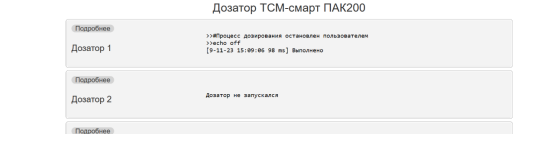 Дозатор ТСМ-смарт ПАК200
Подробнее
Дозатор 1
>>#Процесс дозирования остановлен пользователем
>>echo off
[9-11-23 15:09:06 98 ms] Выполнено
Подробнее
Дозатор 2
Дозатор не запускался
Подробнее